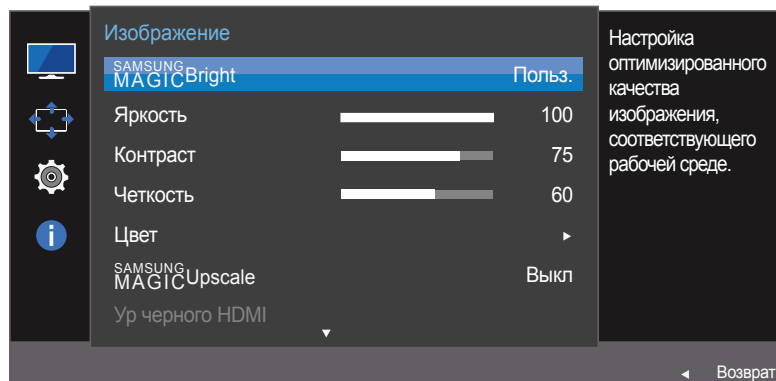 Изображение
SAMSUNG
MAGICBright Польз.
Яркость 100
Контраст 75
Четкость 60
Цвет
SAMSUNG
MAGICUpscale Выкл
Ур черного HDMI
Настройка
оптимизированного
качества
изображения,
соответствующего
рабочей среде.
Возврат